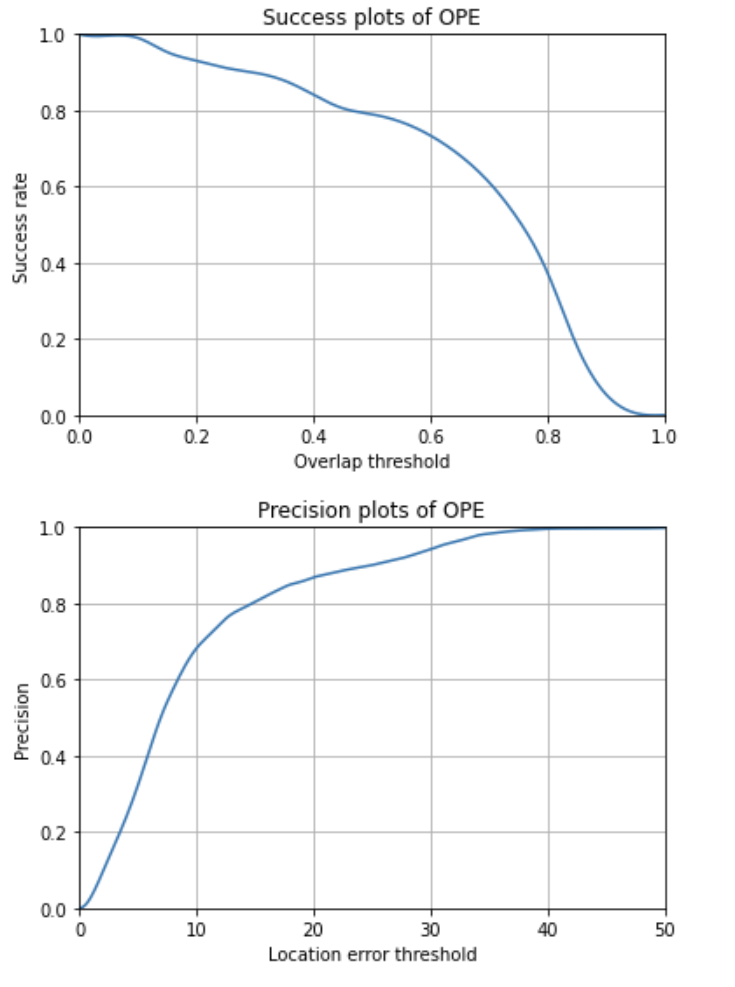 Success plots of OPE
1.0
0.8
0.6
0.4
0.2
0.0
Success rate
0.0 0.2 0.4 0.6 0.8 1.0
Overlap threshold
Precision plots of OPE
1.0
0.8
0.6
0.4
0.2
0.0
Precision
0 10 20 30 40 50
Location error threshold